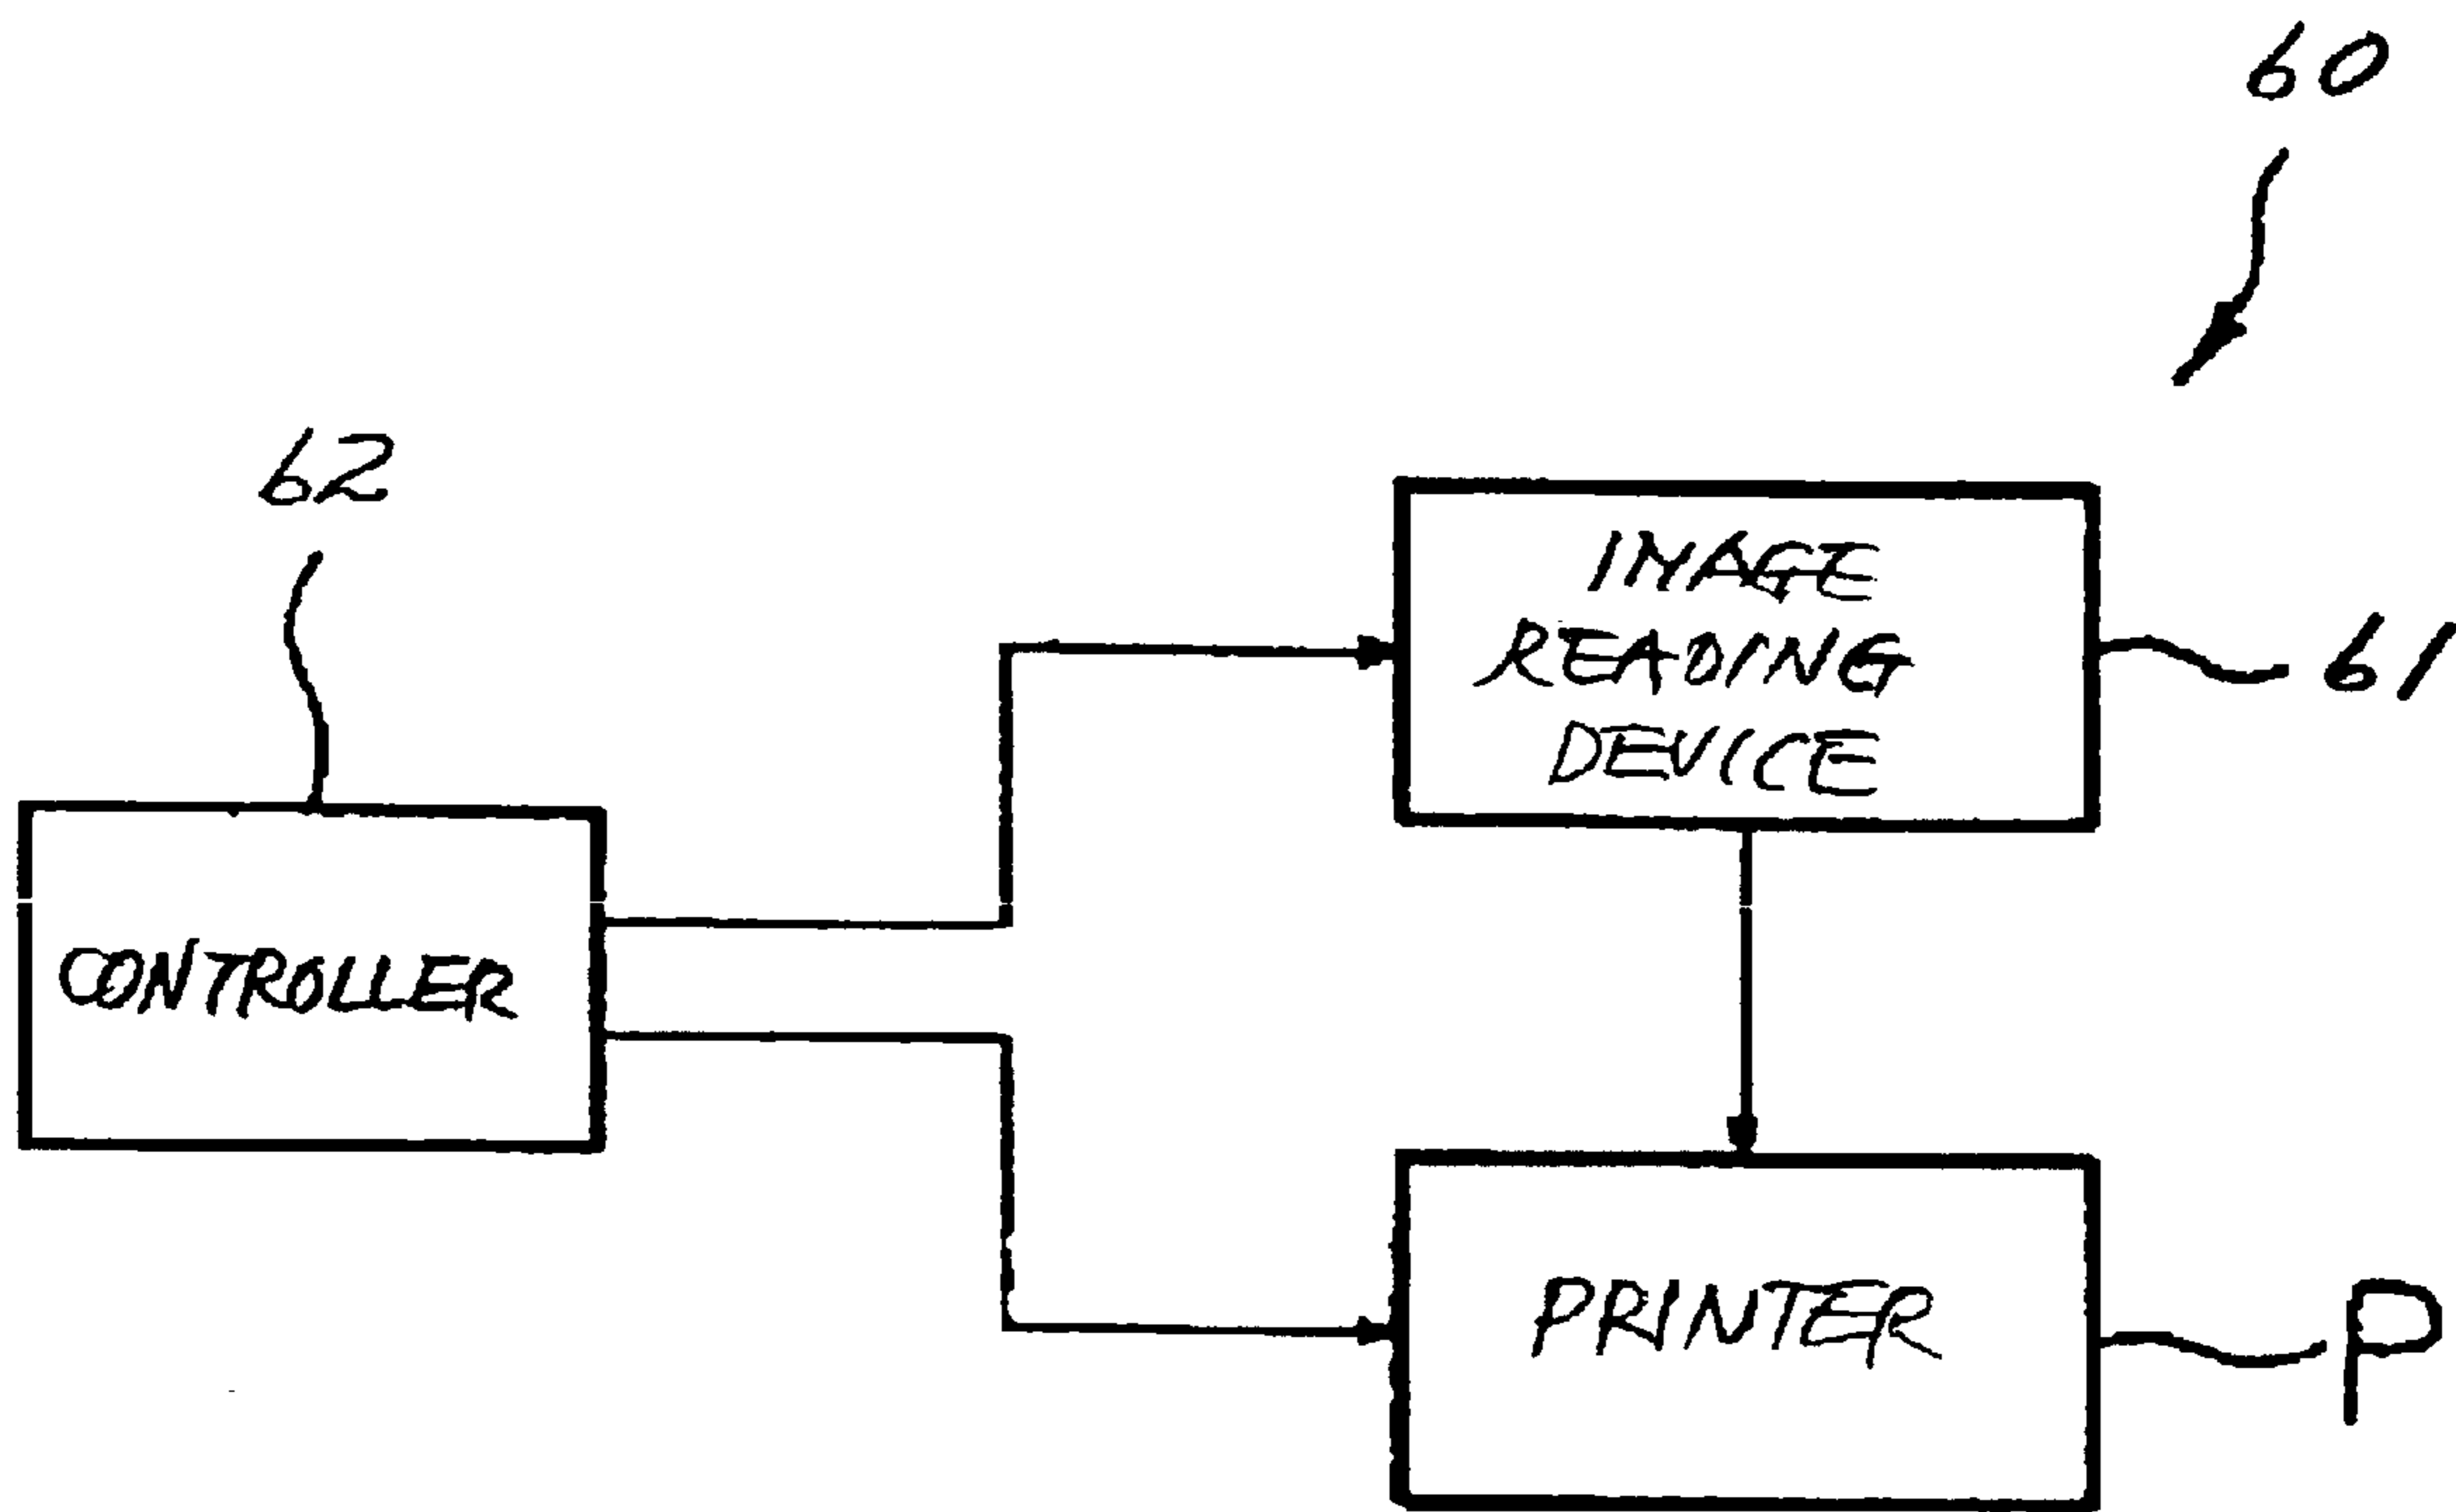 60
62
IMAGE
READING
DEVICE
61
CONTROLLER
PRINTER
P